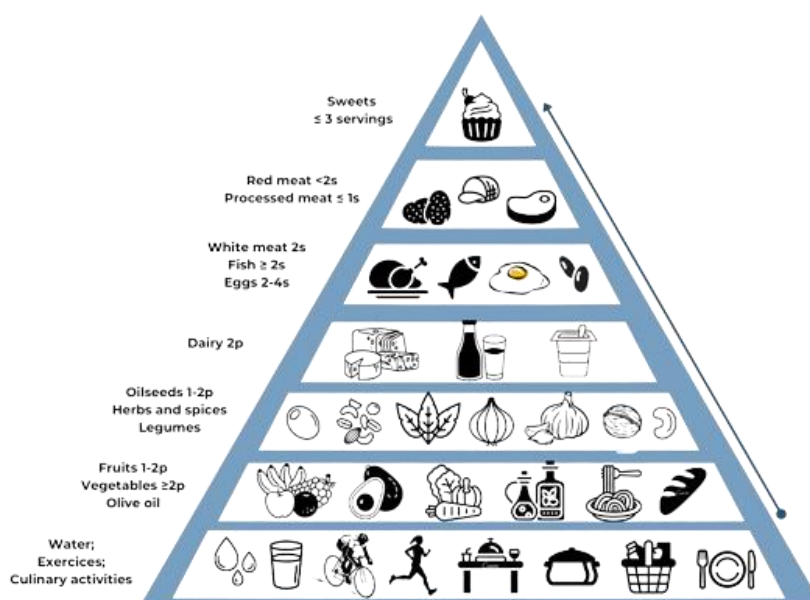 Sweets
≤ 3 servings
Red meat <2s
Processed meat ≤ 1s
White meat 2s
Fish ≥ 2s
Eggs 2-4s
Dairy 2p
Oilseeds 1-2p
Herbs and spices
Legumes
Fruits 1-2p
Vegetables ≥2p
Olive oil
Water;
Exercices;
Culinary activities